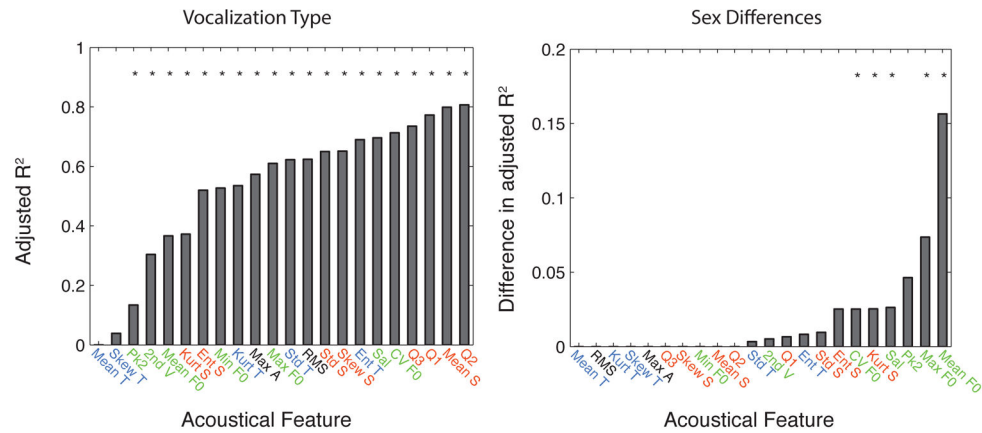 Vocalization Type
Adjusted R²
1
0.8
0.6
0.4
0.2
0
* * * * * * * * * * * * * * * * * * * *
Mean T
Skew T
Pk2
2nd V
Mean F0
Kurt S
Ent S
Min F0
Kurt T
Max A
Max F0
Std T
RMS
Std S
Skew S
Ent T
Sal
CV F0
Q3
Q1
Mean S
Q2
Acoustical Feature
Sex Differences
Difference in adjusted R²
0.2
0.15
0.1
0.05
0
* * * * *
Mean T
RMS
Kurt T
Skew T
Max A
Q3
Skew S
Min F0
Mean S
Q2
Std T
2nd V
Q1
Ent T
Std S
Ent S
CV F0
Kurt S
Sal
Pk2
Max F0
Mean F0
Acoustical Feature